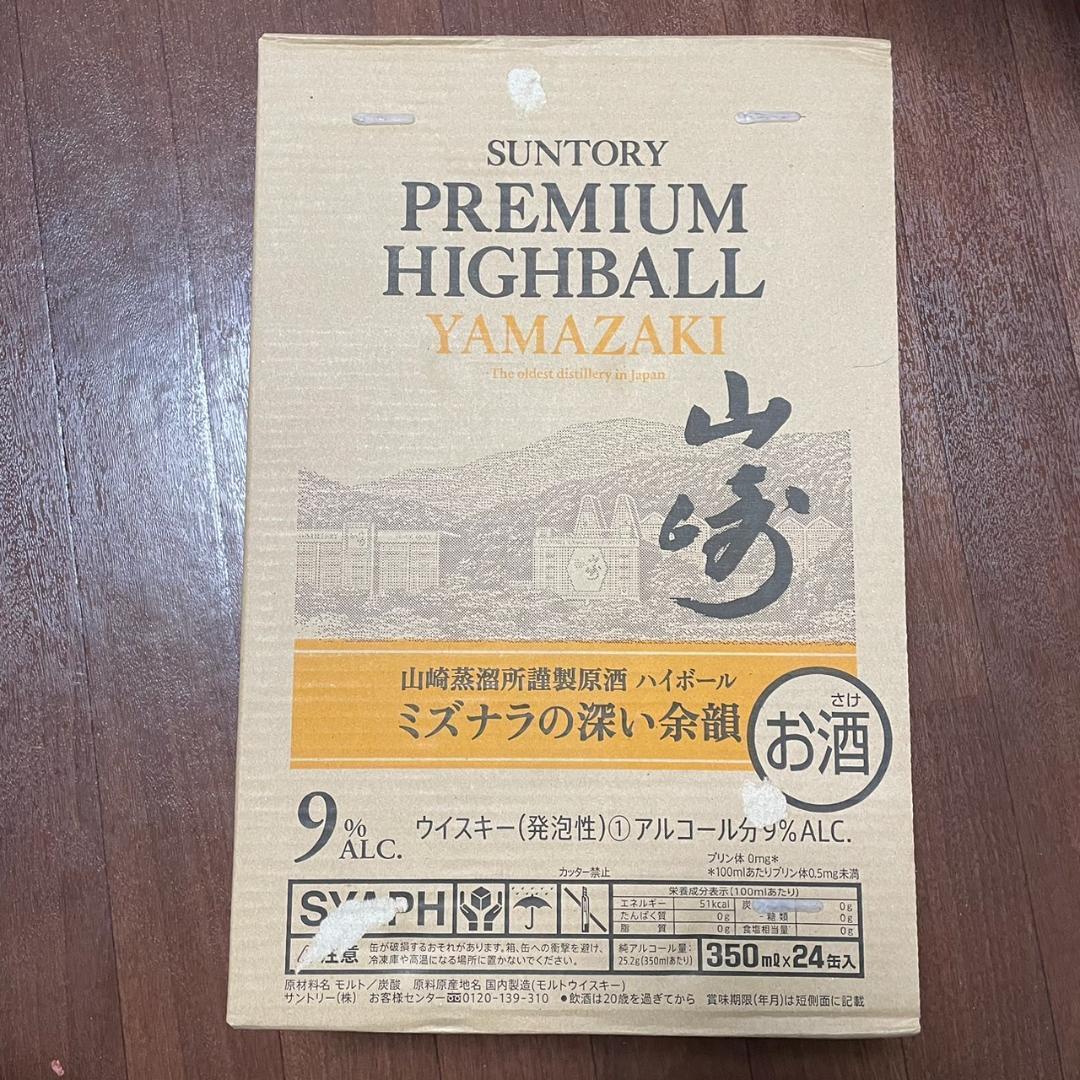 SUNTORY
PREMIUM
HIGHBALL
YAMAZAKI
The oldest distillery in Japan
山崎
山崎蒸溜所謹製原酒 ハイボール
ミズナラの深い余韻
さけ
お酒
9% ALC.
ウイスキー(発泡性)① アルコール分9%ALC.
プリン体 0mg*
*100mlあたりプリン体0.5mg未満
カッター禁止
SYAPH
栄養成分表示(100mlあたり)
エネルギー 51kcal 炭 0g
たんぱく質 0g -糖類 0g
脂質 0g 食塩相当量 0g
注意 缶が破損するおそれがあります。箱、缶への衝撃を避け、
冷凍庫や高温になる場所に置かないでください。
純アルコール量:
25.2g(350mlあたり)
350ml×24缶入
原材料名 モルト/炭酸 原料原産地名 国内製造(モルトウイスキー)
サントリー(株) お客様センター 0120-139-310 ●飲酒は20歳を過ぎてから 賞味期限(年月)は短側面に記載